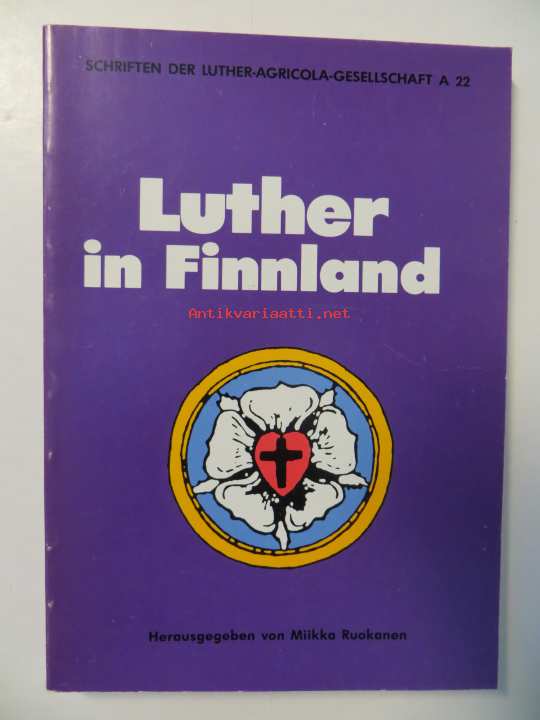 SCHRIFTEN DER LUTHER-AGRICOLA-GESELLSCHAFT A 22
Luther
in Finnland
Antikvariaatti.net
Herausgegeben von Miikka Ruokanen